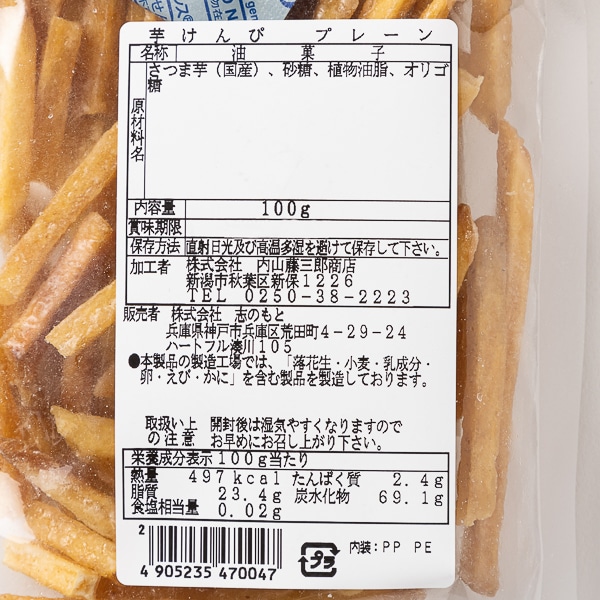 芋けんぴ　プレーン
名称　油菓子
原材料名　さつま芋（国産）、砂糖、植物油脂、オリゴ
糖
内容量　100g
賞味期限
保存方法　直射日光及び高温多湿を避けて保存して下さい。
加工者　株式会社　内山藤三郎商店
新潟市秋葉区新保1226
TEL　0250-38-2223
販売者　株式会社　志のもと
兵庫県神戸市兵庫区荒田町4-29-24
ハートフル湊川105
●本製品の製造工場では、「落花生・小麦・乳成分・
卵・えび・かに」を含む製品を製造しております。
取扱い上の注意　開封後は湿気やすくなりますので
お早めにお召し上がり下さい。
栄養成分表示100g当たり
熱量　497kcal　たんぱく質　2.4g
脂質　23.4g　炭水化物　69.1g
食塩相当量　0.02g
2
4 905235 470047
プラ　内装:PP PE